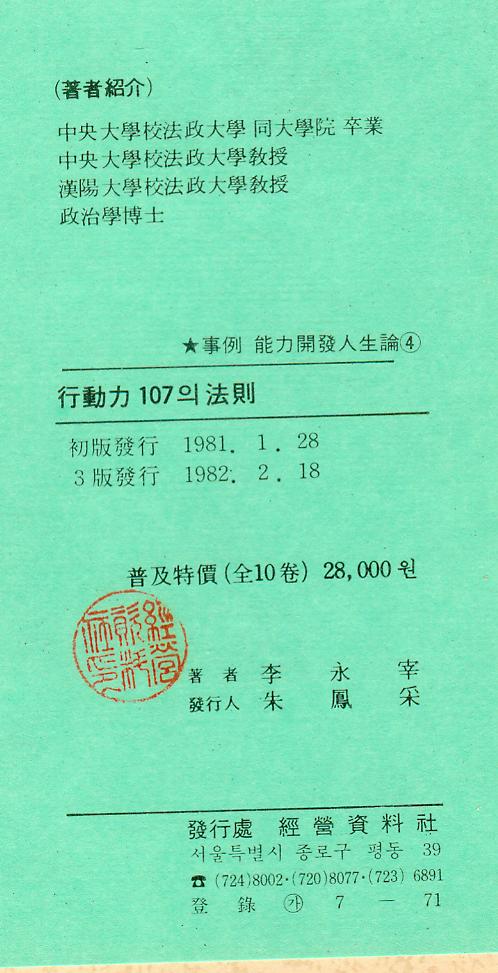 (著者紹介)
中央大學校法政大學 同大學院 卒業
中央大學校法政大學敎授
漢陽大學校法政大學敎授
政治學博士
★事例 能力開發人生論④
行動力 107의 法則
初版發行 1981. 1. 28
3版發行 1982. 2. 18
普及特價(全10卷) 28,000원
著者 李永宰
發行人 朱鳳采
發行處 經營資料社
서울특별시 종로구 평동 39
☎ (724)8002·(720)8077·(723) 6891
登錄 ㉮ 7 — 71